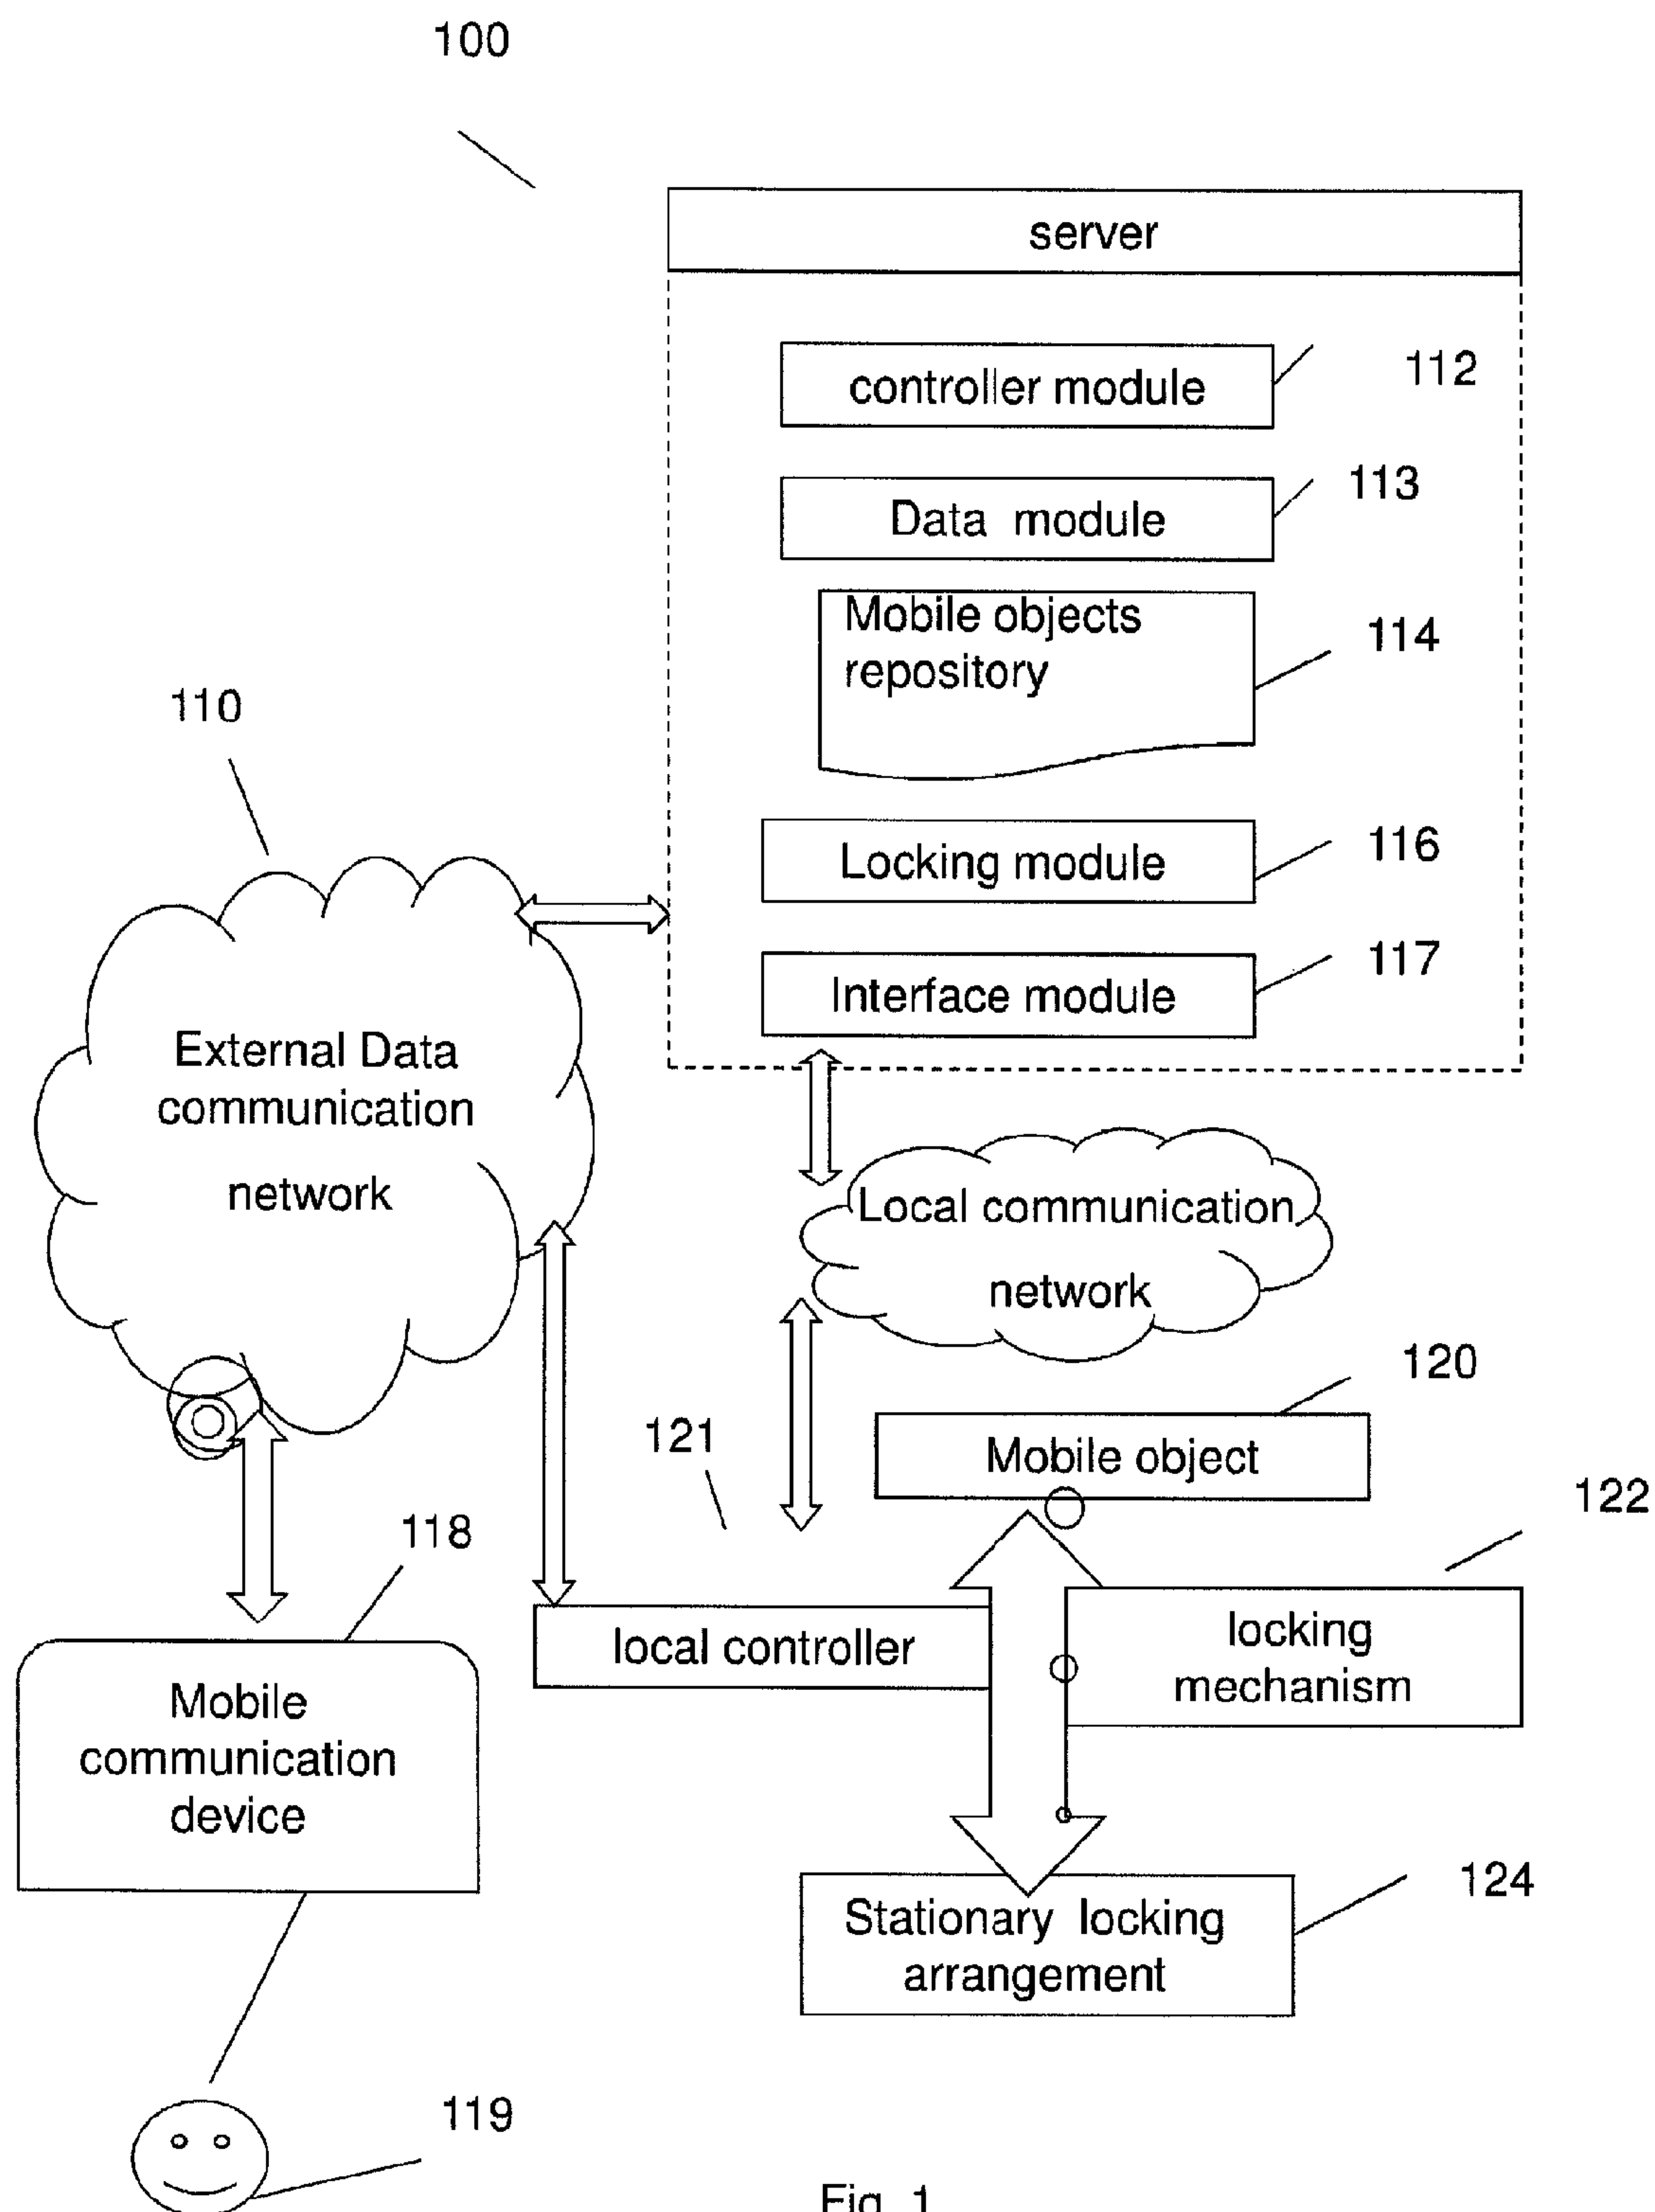 100
server
controller module
112
Data module
113
Mobile objects
repository
114
110
Locking module
116
Interface module
117
External Data
communication
network
Local communication
network
120
121
Mobile object
122
118
local controller
locking
mechanism
Mobile
communication
device
124
Stationary locking
arrangement
119
Fig. 1